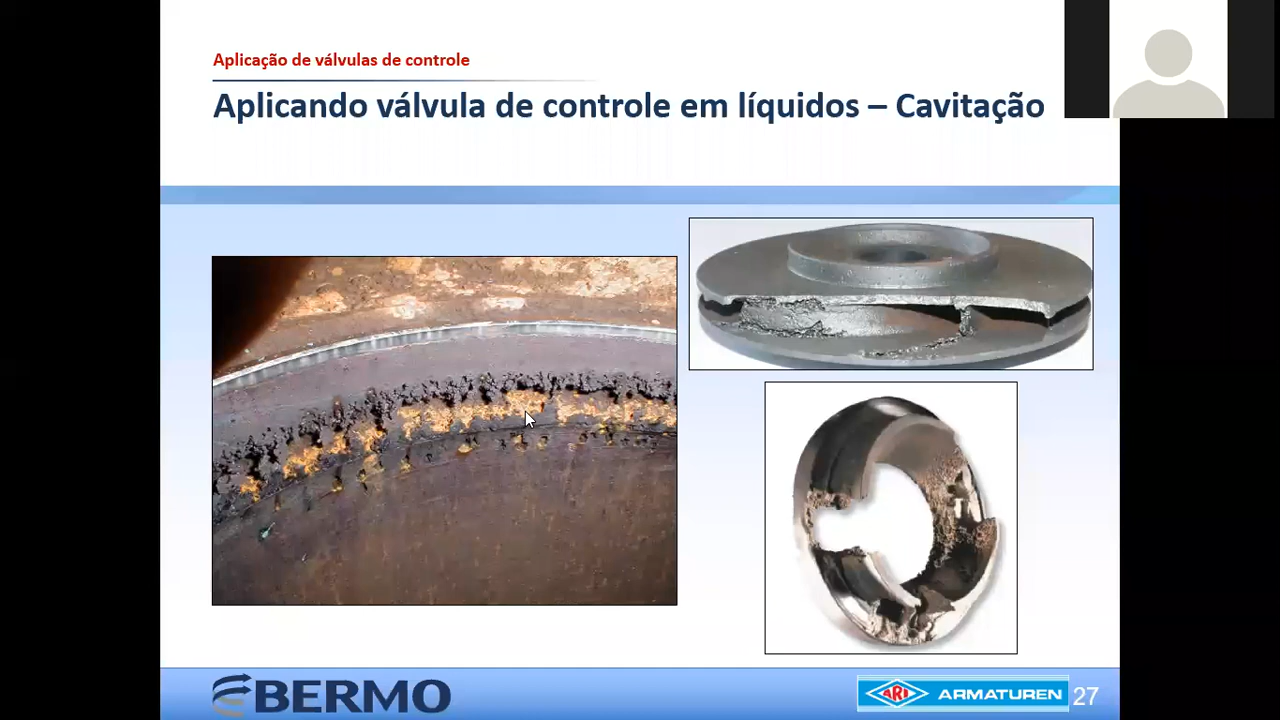 Aplicação de válvulas de controle
Aplicando válvula de controle em líquidos – Cavitação
BERMO
ARI ARMATUREN 27